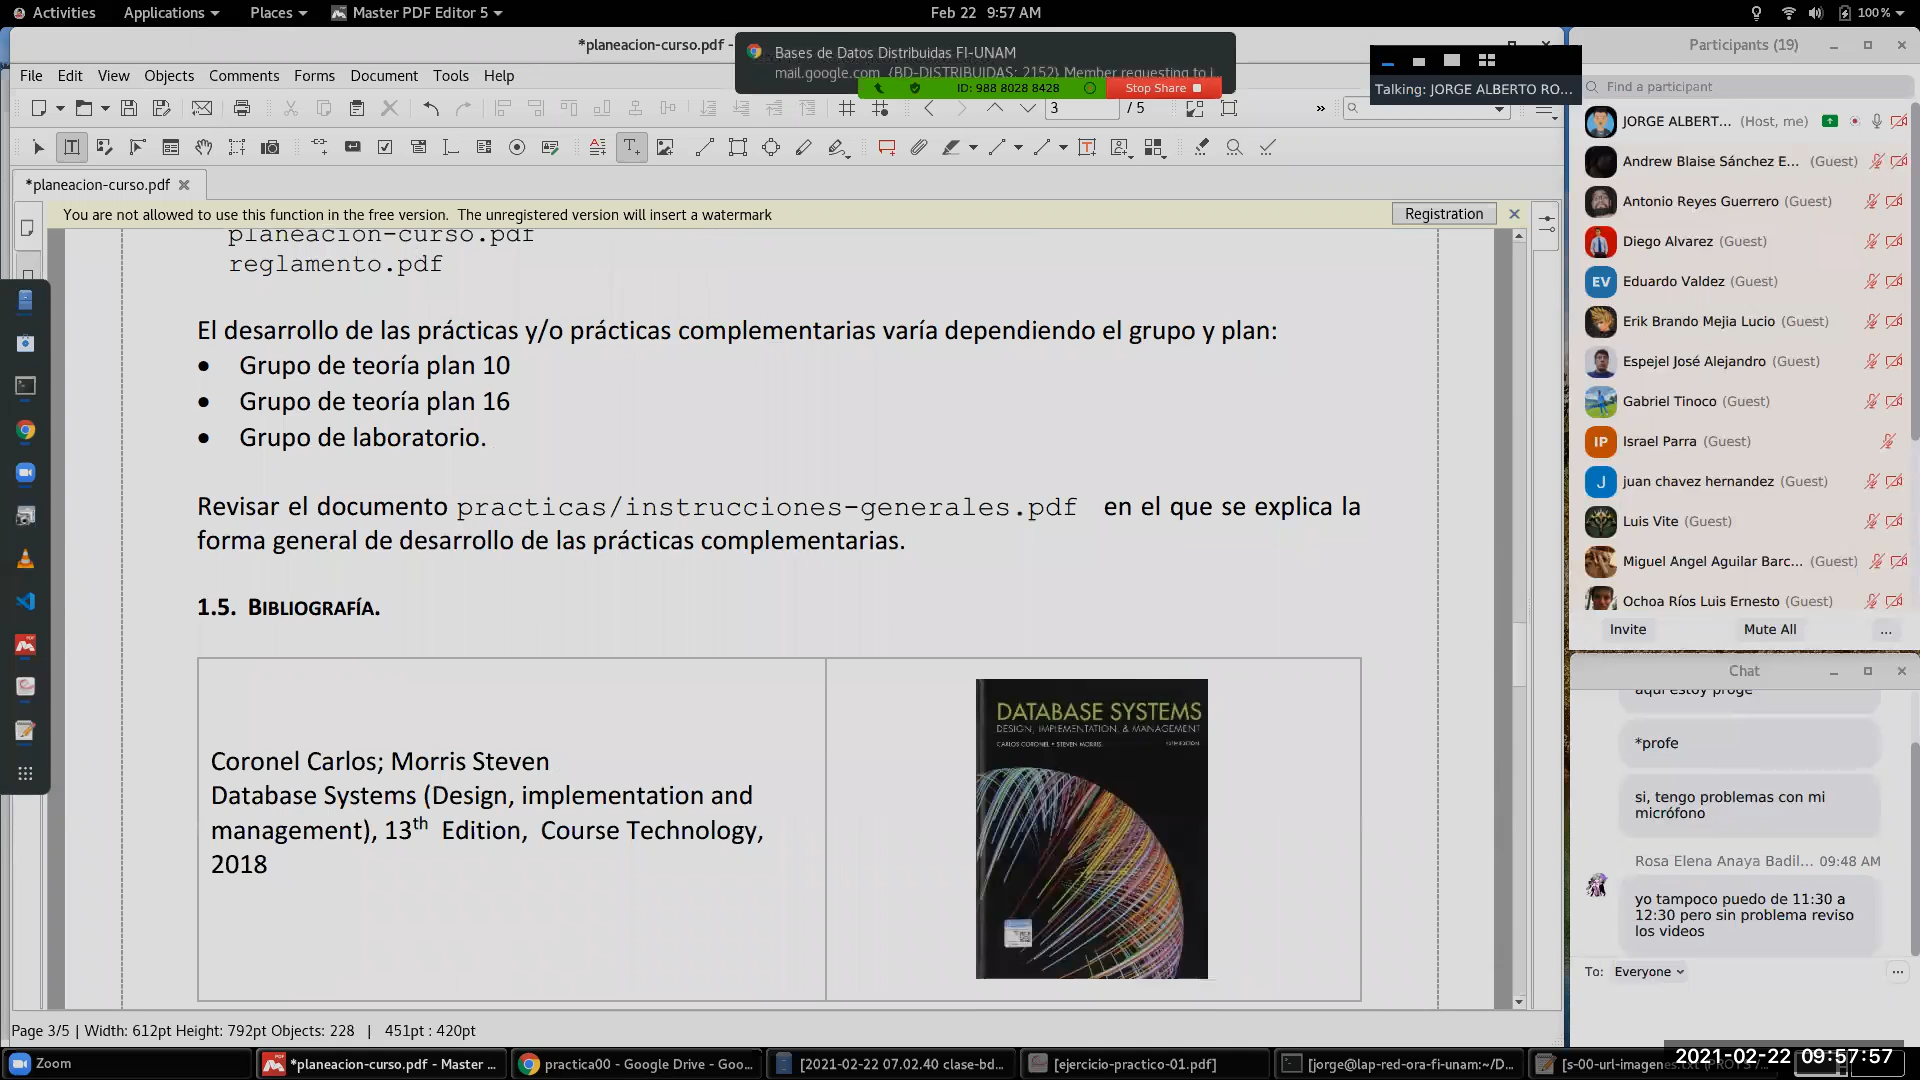 Activities
Applications
Places
Master PDF Editor 5
Feb 22 9:57 AM
100%
*planeacion-curso.pdf -
Bases de Datos Distribuidas FI-UNAM
mail.google.com {BD-DISTRIBUIDAS: 2152} Member requesting to j...
ID: 988 8028 8428
Stop Share
Talking: JORGE ALBERTO RO...
File Edit View Objects Comments Forms Document Tools Help
3 / 5
»
*planeacion-curso.pdf
You are not allowed to use this function in the free version. The unregistered version will insert a watermark
Registration
planeacion-curso.pdf
reglamento.pdf
El desarrollo de las prácticas y/o prácticas complementarias varía dependiendo el grupo y plan:
• Grupo de teoría plan 10
• Grupo de teoría plan 16
• Grupo de laboratorio.
Revisar el documento practicas/instrucciones-generales.pdf en el que se explica la
forma general de desarrollo de las prácticas complementarias.
1.5. BIBLIOGRAFÍA.
Coronel Carlos; Morris Steven
Database Systems (Design, implementation and
management), 13th Edition, Course Technology,
2018
DATABASE SYSTEMS
DESIGN, IMPLEMENTATION, & MANAGEMENT
CARLOS CORONEL • STEVEN MORRIS
Page 3/5 | Width: 612pt Height: 792pt Objects: 228 | 451pt : 420pt
Participants (19)
Find a participant
JORGE ALBERT... (Host, me)
Andrew Blaise Sánchez E... (Guest)
Antonio Reyes Guerrero (Guest)
Diego Alvarez (Guest)
EV Eduardo Valdez (Guest)
Erik Brando Mejia Lucio (Guest)
Espejel José Alejandro (Guest)
Gabriel Tinoco (Guest)
IP Israel Parra (Guest)
J juan chavez hernandez (Guest)
Luis Vite (Guest)
Miguel Angel Aguilar Barc... (Guest)
Ochoa Ríos Luis Ernesto (Guest)
Invite Mute All ...
Chat
aqui estoy proge
*profe
si, tengo problemas con mi
micrófono
Rosa Elena Anaya Badil... 09:48 AM
yo tampoco puedo de 11:30 a
12:30 pero sin problema reviso
los videos
To: Everyone
Zoom
*planeacion-curso.pdf - Master ...
practica00 - Google Drive - Goo...
[2021-02-22 07.02.40 clase-bd...
[ejercicio-practico-01.pdf]
[jorge@lap-red-ora-fi-unam:~/D...
[s-00-url-imagenes.txt
2021-02-22 09:57:57